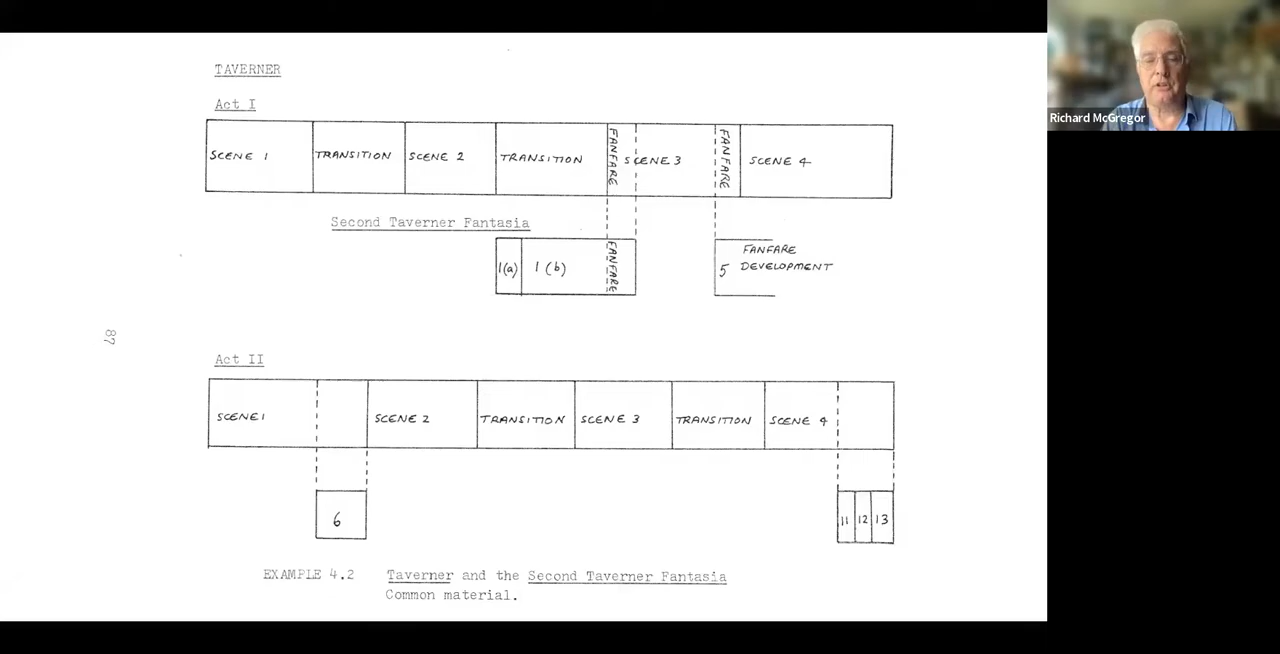 TAVERNER
Act I
SCENE 1
TRANSITION
SCENE 2
TRANSITION
FANFARE
SCENE 3
FANFARE
SCENE 4
Second Taverner Fantasia
1(a)
1(b)
FANFARE
5
FANFARE
DEVELOPMENT
87
Act II
SCENE 1
SCENE 2
TRANSITION
SCENE 3
TRANSITION
SCENE 4
6
11
12
13
EXAMPLE 4.2 Taverner and the Second Taverner Fantasia
Common material.
Richard McGregor